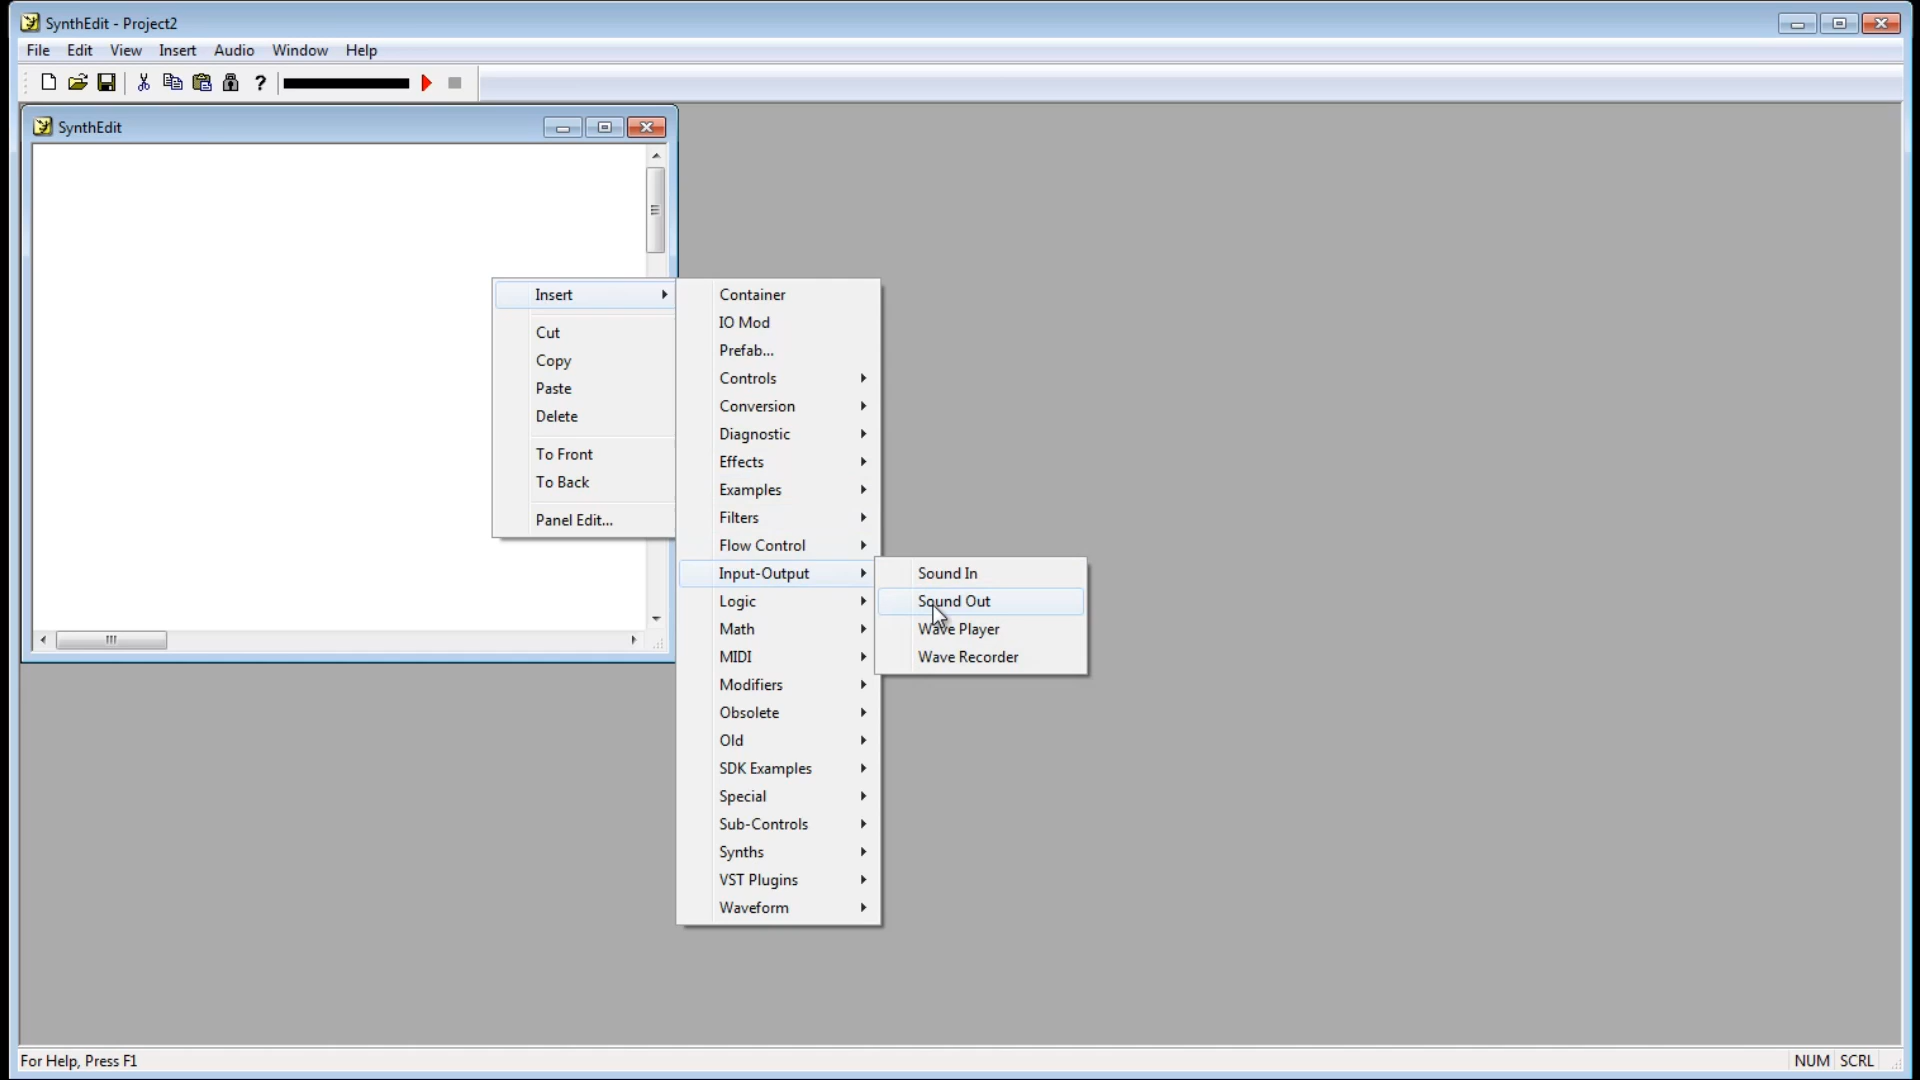 SynthEdit - Project2
File Edit View Insert Audio Window Help
?
SynthEdit
Insert
Cut
Copy
Paste
Delete
To Front
To Back
Panel Edit...
Container
IO Mod
Prefab...
Controls
Conversion
Diagnostic
Effects
Examples
Filters
Flow Control
Input-Output
Logic
Math
MIDI
Modifiers
Obsolete
Old
SDK Examples
Special
Sub-Controls
Synths
VST Plugins
Waveform
Sound In
Sound Out
Wave Player
Wave Recorder
For Help, Press F1
NUM SCRL